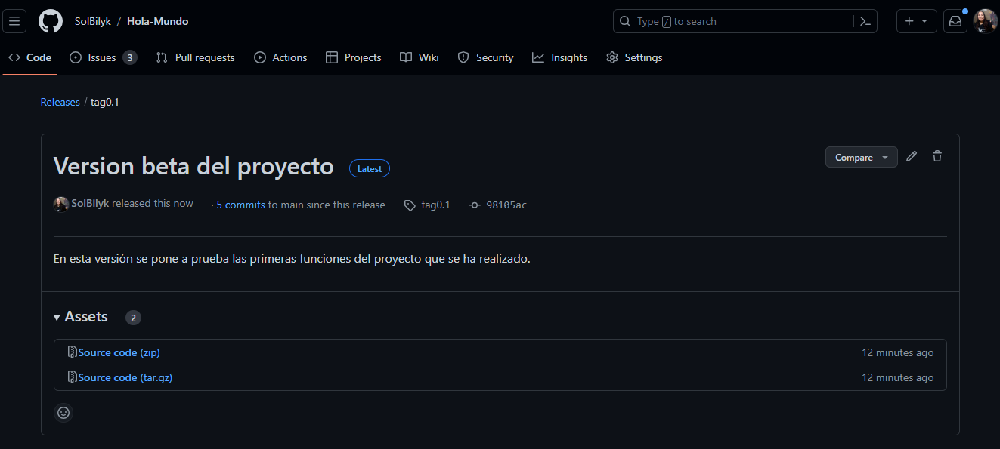 SolBilyk / Hola-Mundo
Type / to search
Code Issues 3 Pull requests Actions Projects Wiki Security Insights Settings
Releases / tag0.1
Version beta del proyecto Latest
Compare
SolBilyk released this now · 5 commits to main since this release tag0.1 98105ac
En esta versión se pone a prueba las primeras funciones del proyecto que se ha realizado.
Assets 2
Source code (zip) 12 minutes ago
Source code (tar.gz) 12 minutes ago